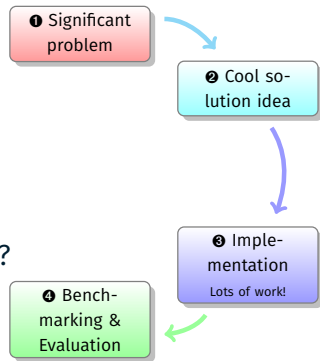 ❶ Significant
problem
❷ Cool so-
lution idea
?
❸ Imple-
mentation
Lots of work!
❹ Bench-
marking &
Evaluation